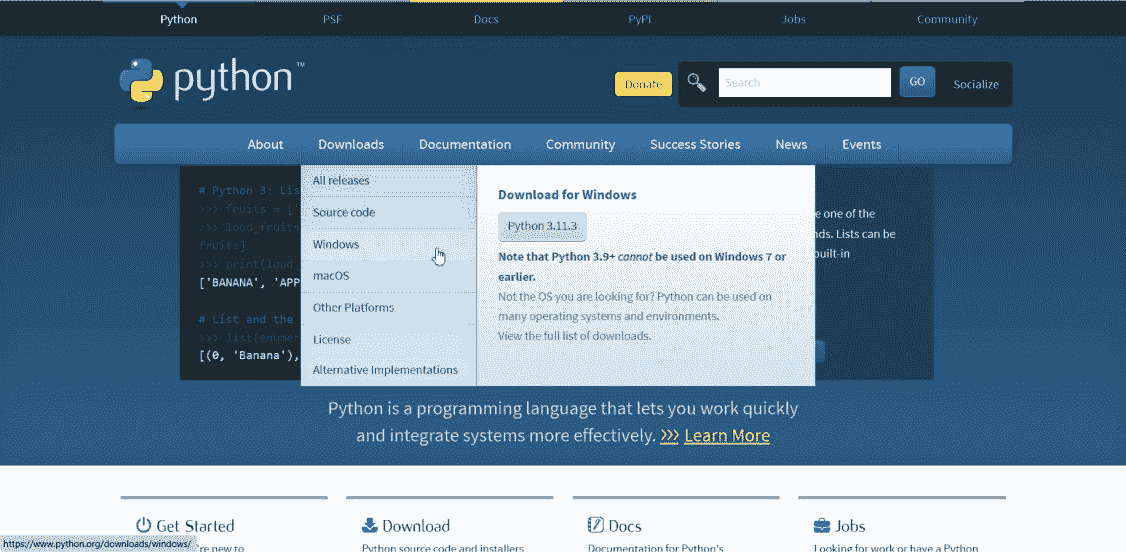 Python
PSF
Docs
PyPI
Jobs
Community
python™
Donate
Search
GO
Socialize
About
Downloads
Documentation
Community
Success Stories
News
Events
# Python 3: Lis
>>> fruits = ['
>>> loud_fruits
fruits]
>>> print(loud_
['BANANA', 'APP
# List and the
>>> list(enumer
[(0, 'Banana'),
All releases
Source code
Windows
macOS
Other Platforms
License
Alternative Implementations
Download for Windows
Python 3.11.3
Note that Python 3.9+ cannot be used on Windows 7 or
earlier.
Not the OS you are looking for? Python can be used on
many operating systems and environments.
View the full list of downloads.
e one of the
nds. Lists can be
built-in
Python is a programming language that lets you work quickly
and integrate systems more effectively. >>> Learn More
Get Started
Download
Docs
Jobs
https://www.python.org/downloads/windows/
're new to
Python source code and installers
Documentation for Python's
Looking for work or have a Python